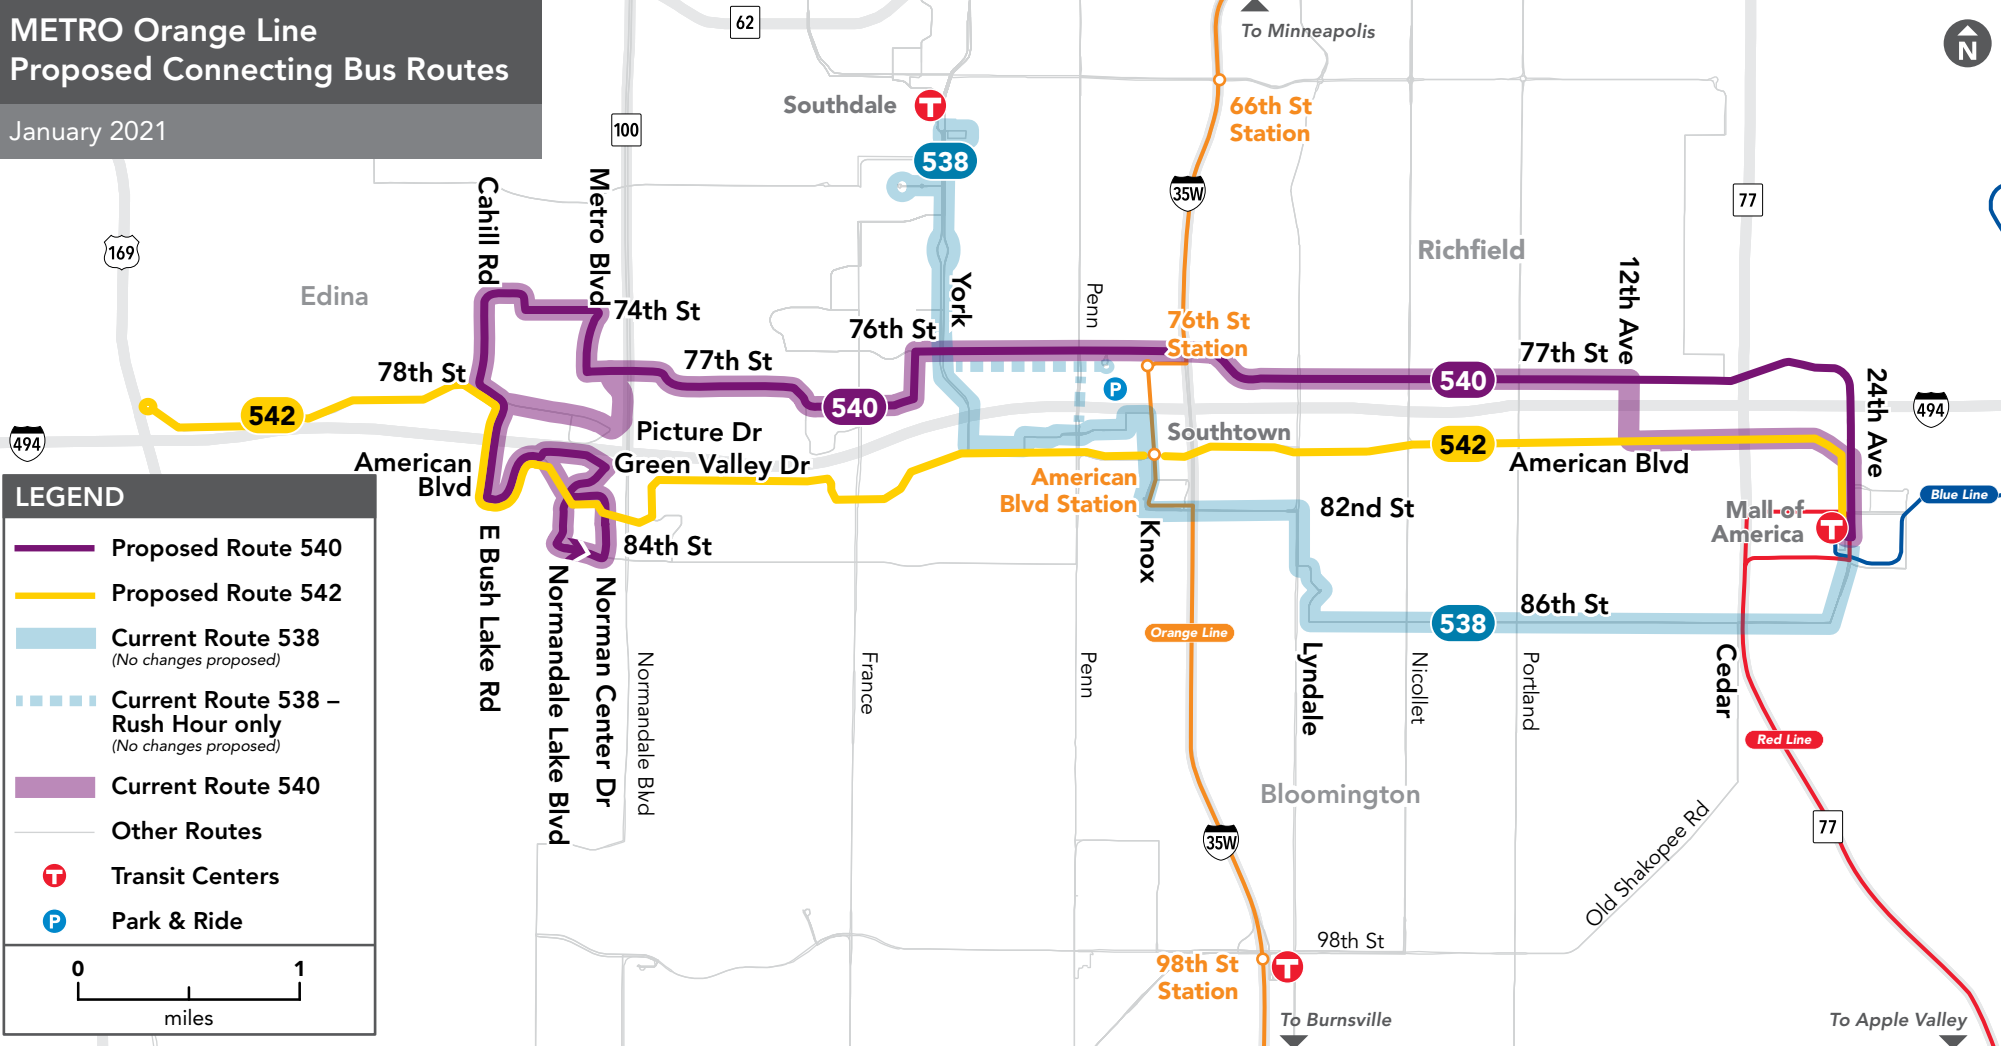 METRO Orange Line
Proposed Connecting Bus Routes
January 2021
62
To Minneapolis
N
Southdale
T
66th St
Station
100
538
35W
77
169
Cahill Rd
Metro Blvd
Edina
York
Penn
Richfield
12th Ave
74th St
76th St
76th St
Station
77th St
77th St
78th St
540
540
P
24th Ave
494
494
542
542
Picture Dr
Green Valley Dr
Southtown
American Blvd
American
Blvd
American
Blvd Station
Blue Line
Mall of
America
T
82nd St
84th St
Knox
E Bush Lake Rd
Normandale Lake Blvd
Norman Center Dr
Normandale Blvd
France
Penn
Orange Line
Lyndale
Nicollet
538
86th St
Portland
Cedar
Red Line
Bloomington
77
35W
Old Shakopee Rd
98th St
98th St
Station
T
To Burnsville
To Apple Valley
LEGEND
Proposed Route 540
Proposed Route 542
Current Route 538
(No changes proposed)
Current Route 538 –
Rush Hour only
(No changes proposed)
Current Route 540
Other Routes
T
Transit Centers
P
Park & Ride
0 1
miles